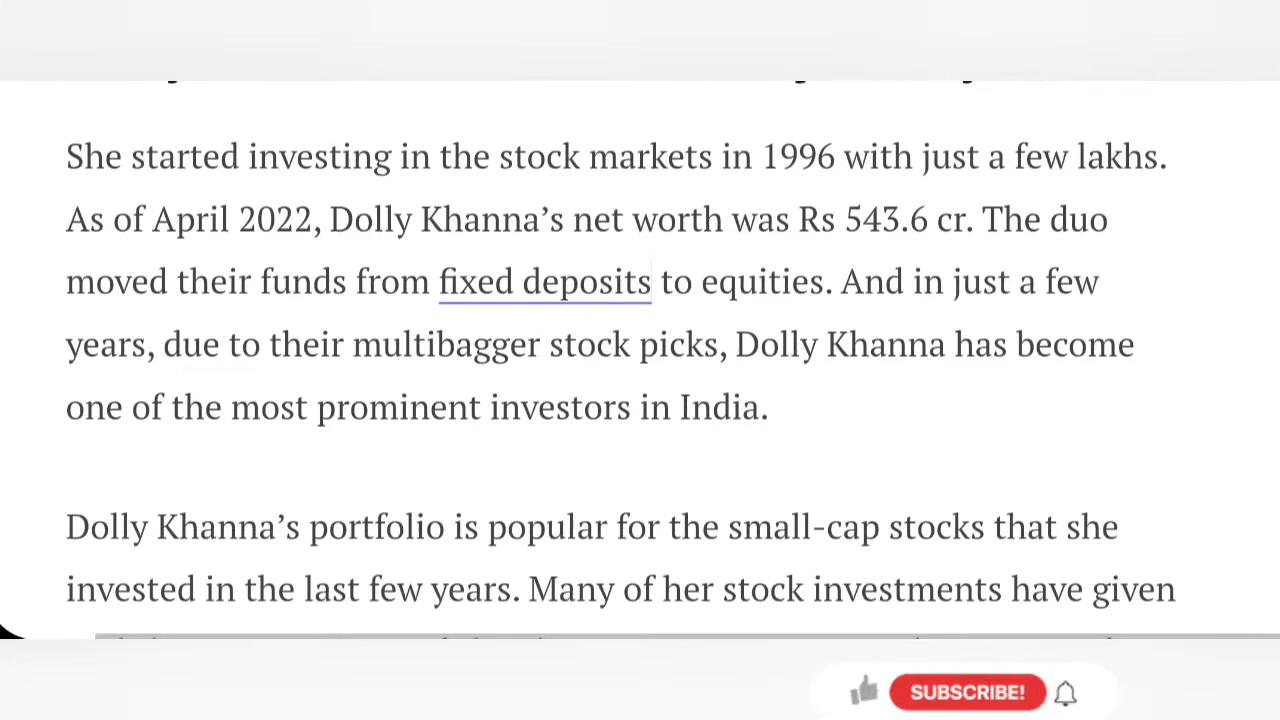 She started investing in the stock markets in 1996 with just a few lakhs.
As of April 2022, Dolly Khanna’s net worth was Rs 543.6 cr. The duo
moved their funds from fixed deposits to equities. And in just a few
years, due to their multibagger stock picks, Dolly Khanna has become
one of the most prominent investors in India.
Dolly Khanna’s portfolio is popular for the small-cap stocks that she
invested in the last few years. Many of her stock investments have given
SUBSCRIBE!